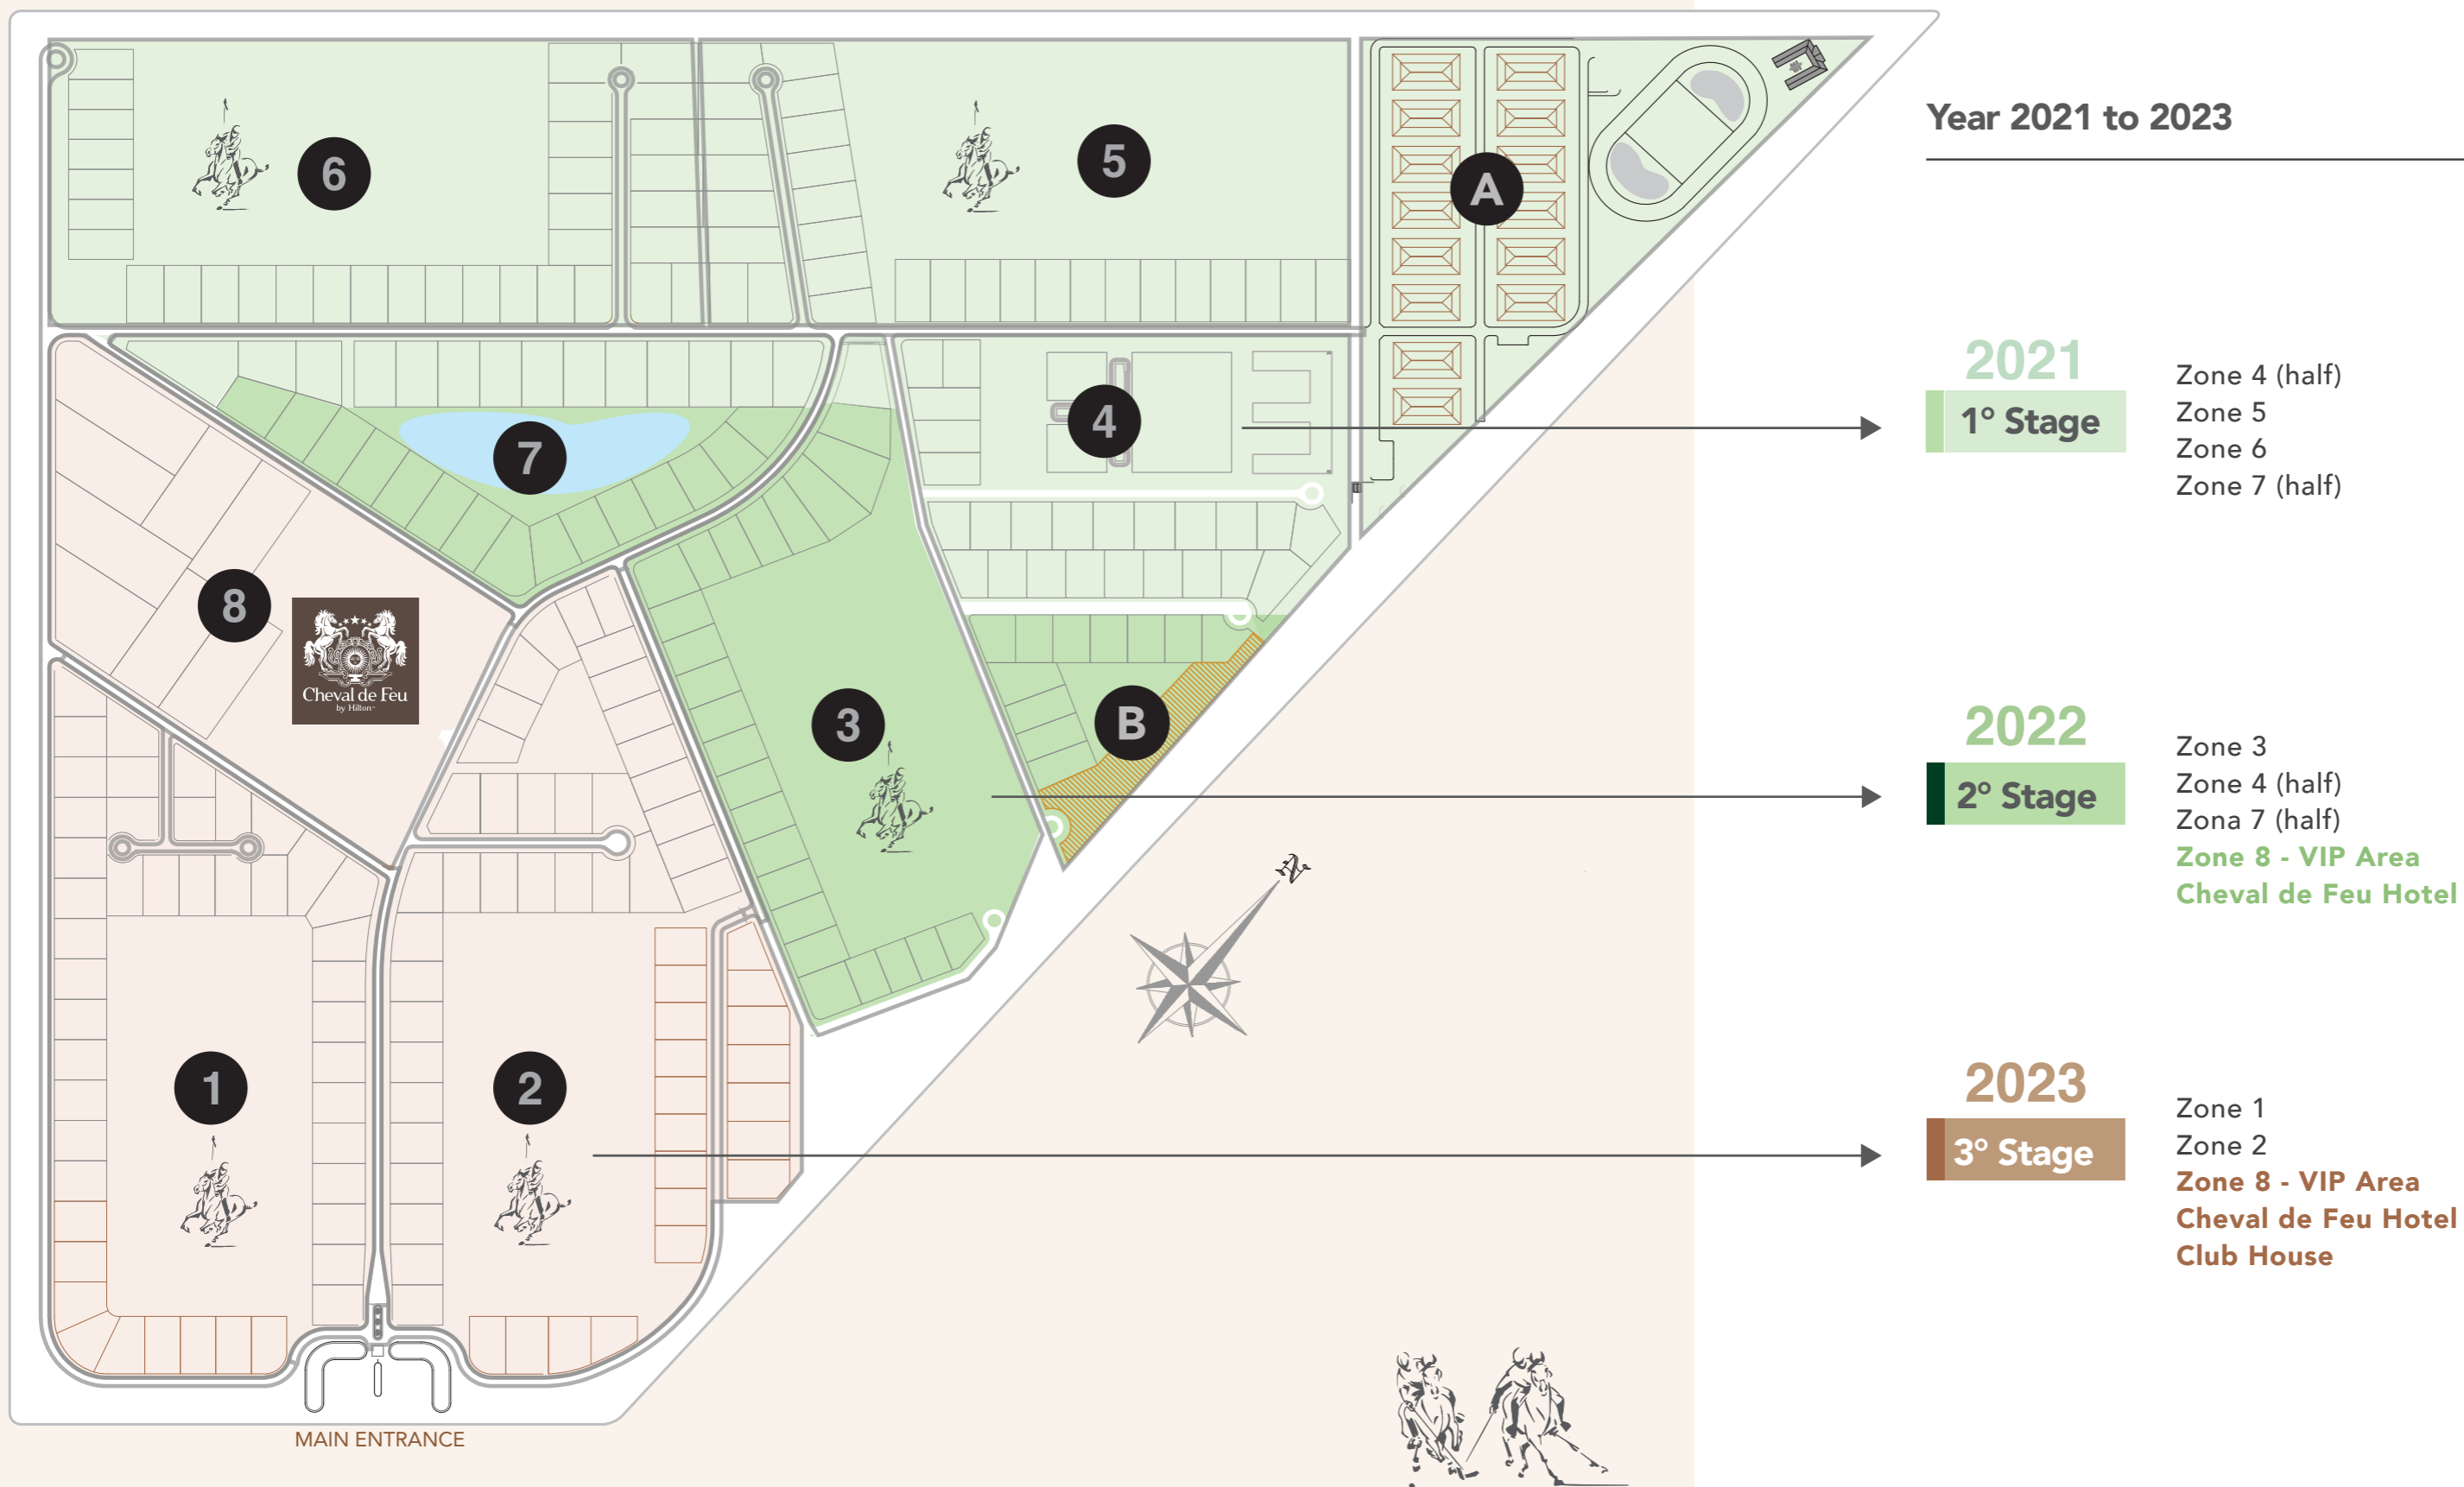 Year 2021 to 2023
6
5
A
4
7
8
Cheval de Feu
by Hilton™
3
B
1
2
N
MAIN ENTRANCE
2021
1° Stage
Zone 4 (half)
Zone 5
Zone 6
Zone 7 (half)
2022
2° Stage
Zone 3
Zone 4 (half)
Zona 7 (half)
Zone 8 - VIP Area
Cheval de Feu Hotel
2023
3° Stage
Zone 1
Zone 2
Zone 8 - VIP Area
Cheval de Feu Hotel
Club House